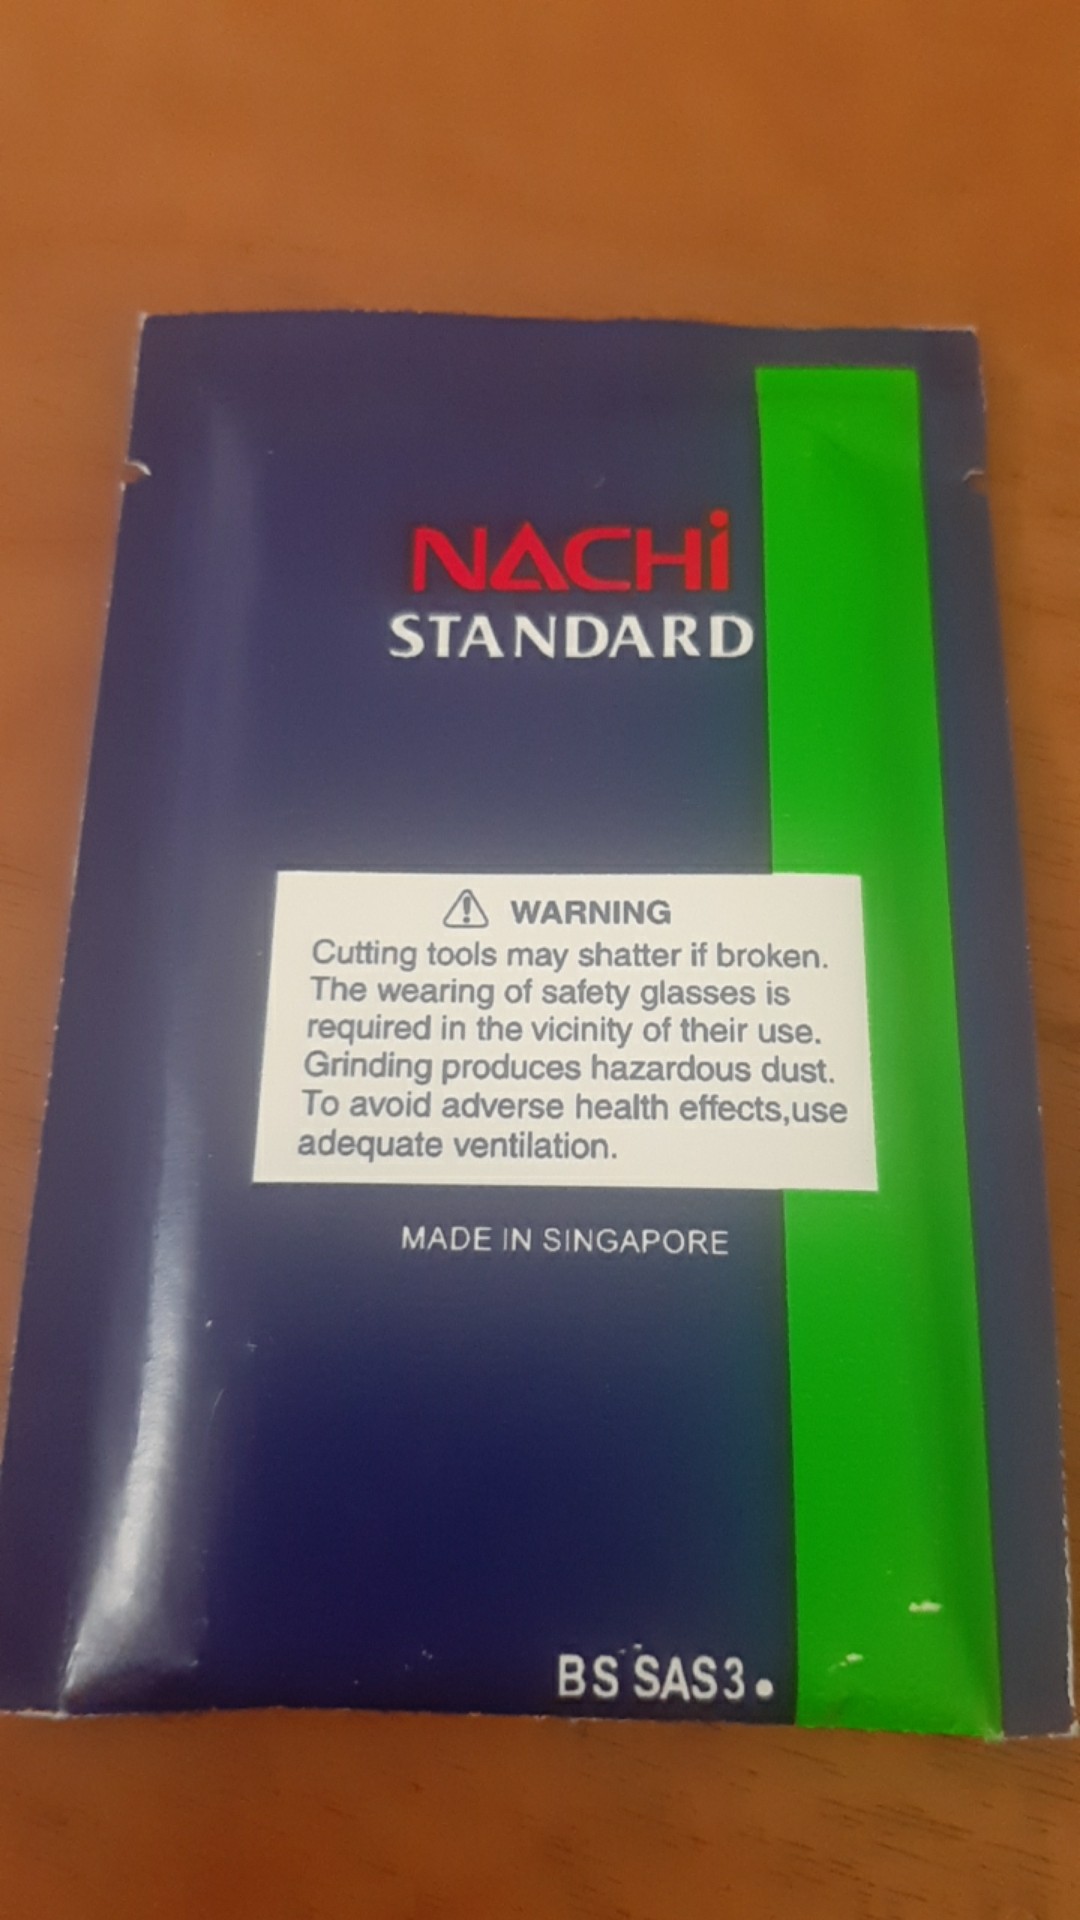 NACHi
STANDARD
⚠ WARNING
Cutting tools may shatter if broken.
The wearing of safety glasses is
required in the vicinity of their use.
Grinding produces hazardous dust.
To avoid adverse health effects,use
adequate ventilation.
MADE IN SINGAPORE
BS SAS3.